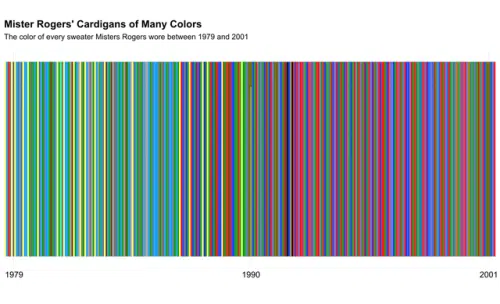 Mister Rogers' Cardigans of Many Colors
The color of every sweater Misters Rogers wore between 1979 and 2001
1979 1990 2001